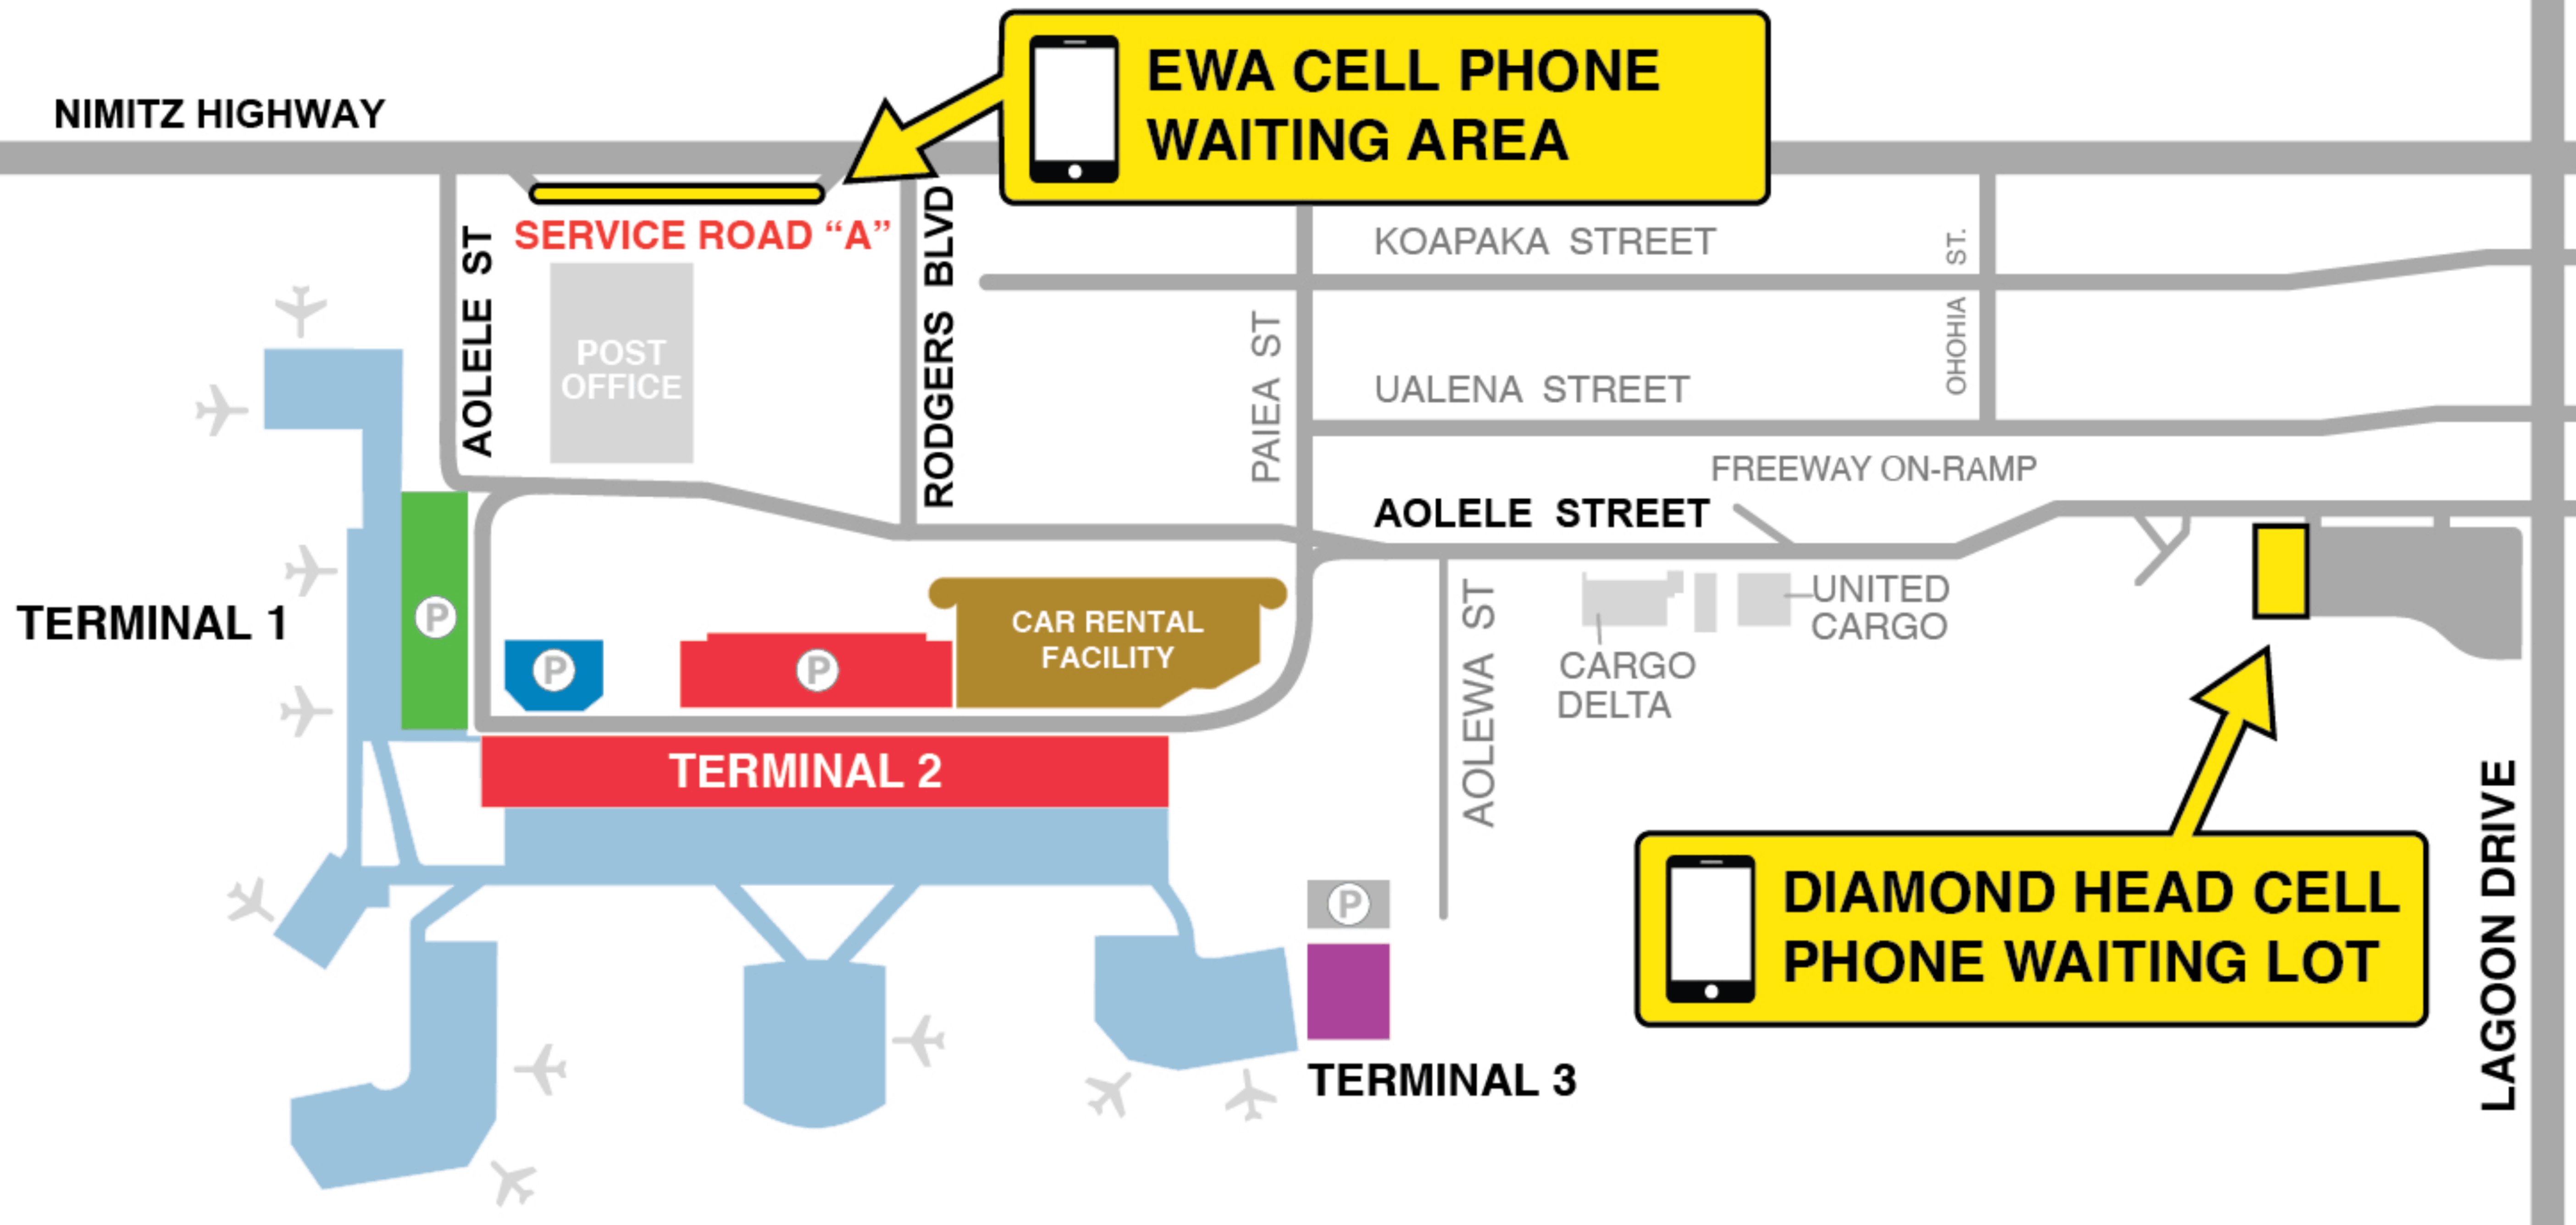 EWA CELL PHONE
WAITING AREA
NIMITZ HIGHWAY
SERVICE ROAD “A”
AOLELE ST
RODGERS BLVD
KOAPAKA STREET
OHOHIA ST.
POST
OFFICE
PAIEA ST
UALENA STREET
FREEWAY ON-RAMP
AOLELE STREET
TERMINAL 1
P
P
P
CAR RENTAL
FACILITY
AOLEWA ST
UNITED
CARGO
CARGO
DELTA
TERMINAL 2
LAGOON DRIVE
P
DIAMOND HEAD CELL
PHONE WAITING LOT
TERMINAL 3